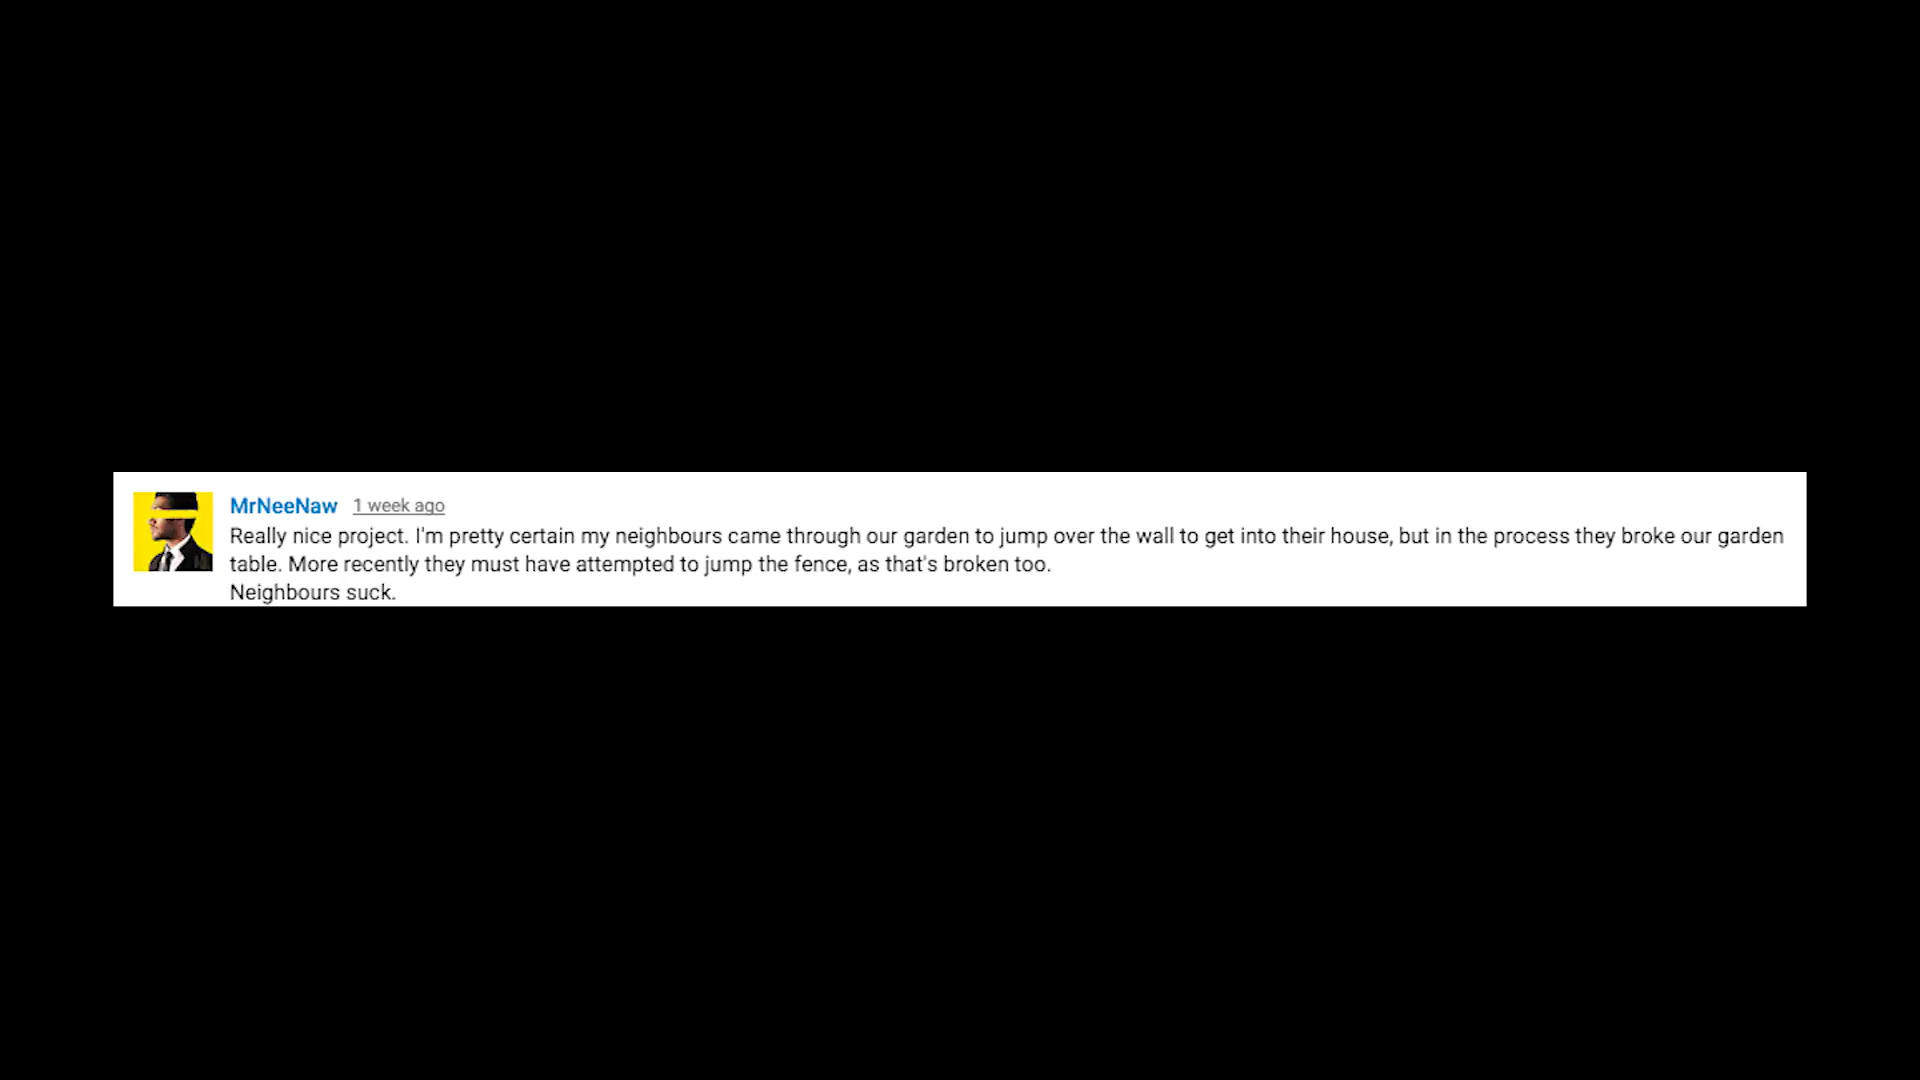 MrNeeNaw 1 week ago
Really nice project. I'm pretty certain my neighbours came through our garden to jump over the wall to get into their house, but in the process they broke our garden
table. More recently they must have attempted to jump the fence, as that's broken too.
Neighbours suck.